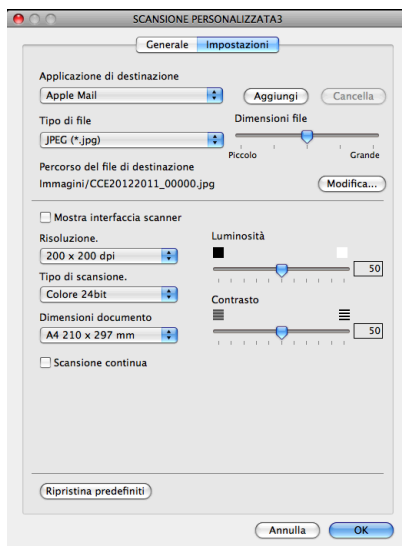 SCANSIONE PERSONALIZZATA3
Generale Impostazioni
Applicazione di destinazione
Apple Mail Aggiungi Cancella
Tipo di file Dimensioni file
JPEG (*.jpg)
Piccolo Grande
Percorso del file di destinazione
Immagini/CCE20122011_00000.jpg Modifica...
Mostra interfaccia scanner
Risoluzione. Luminosità
200 x 200 dpi 50
Tipo di scansione.
Colore 24bit Contrasto
Dimensioni documento
A4 210 x 297 mm 50
Scansione continua
Ripristina predefiniti
Annulla OK